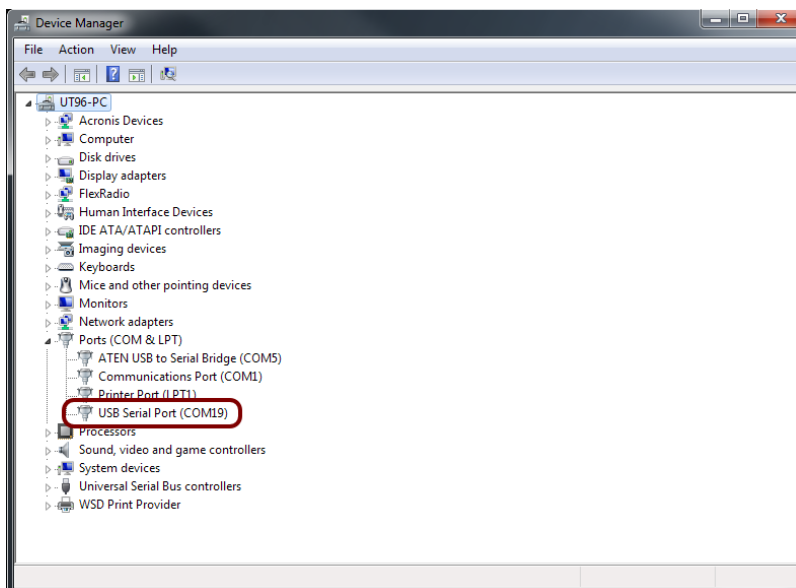 Device Manager
File Action View Help
UT96-PC
Acronis Devices
Computer
Disk drives
Display adapters
FlexRadio
Human Interface Devices
IDE ATA/ATAPI controllers
Imaging devices
Keyboards
Mice and other pointing devices
Monitors
Network adapters
Ports (COM & LPT)
ATEN USB to Serial Bridge (COM5)
Communications Port (COM1)
Printer Port (LPT1)
USB Serial Port (COM19)
Processors
Sound, video and game controllers
System devices
Universal Serial Bus controllers
WSD Print Provider